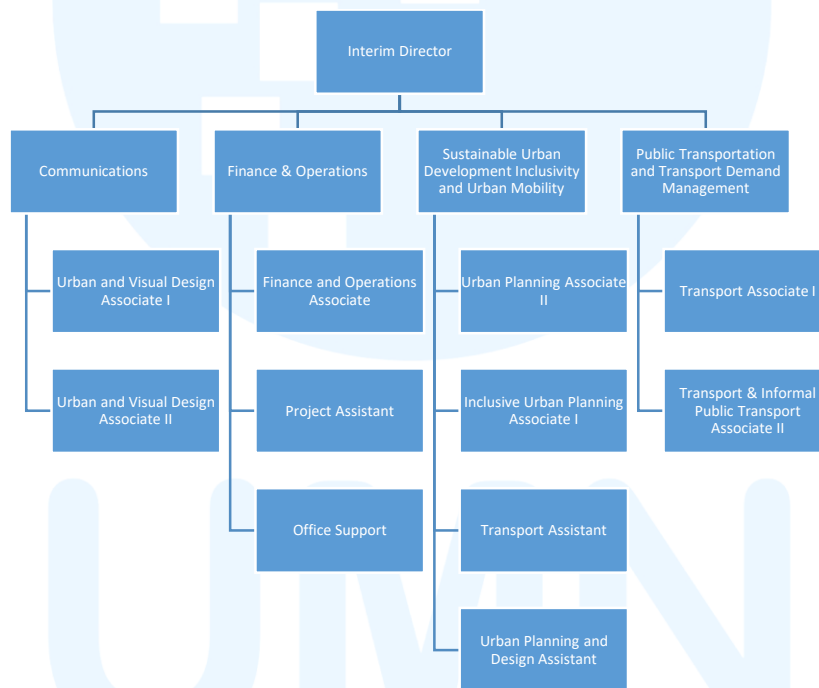 Interim Director
Communications
Finance & Operations
Sustainable Urban
Development Inclusivity
and Urban Mobility
Public Transportation
and Transport Demand
Management
Urban and Visual Design
Associate I
Finance and Operations
Associate
Urban Planning Associate
II
Transport Associate I
Urban and Visual Design
Associate II
Project Assistant
Inclusive Urban Planning
Associate I
Transport & Informal
Public Transport
Associate II
Office Support
Transport Assistant
Urban Planning and
Design Assistant
UMN